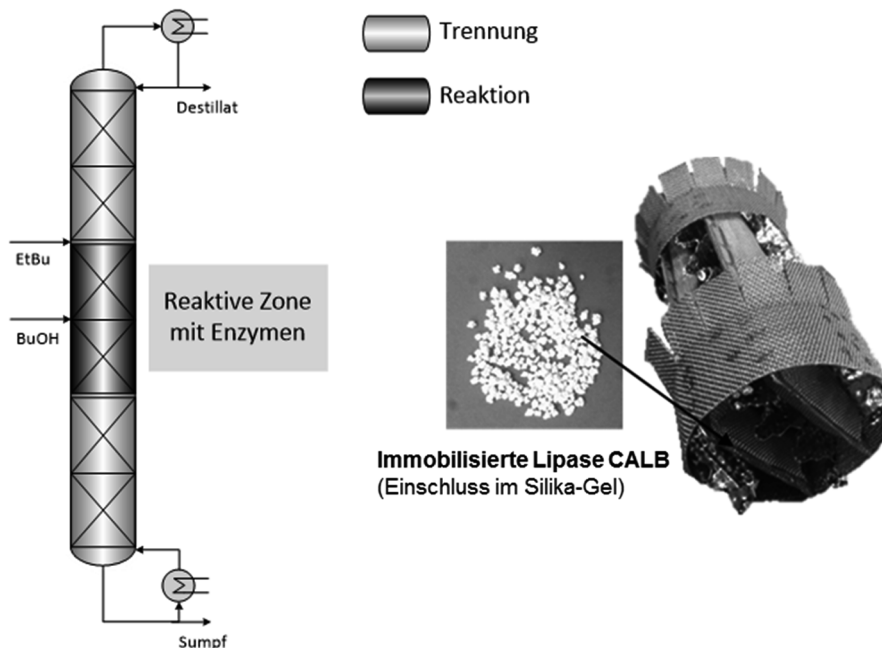 Trennung
Reaktion
Destillat
EtBu
BuOH
Reaktive Zone
mit Enzymen
Immobilisierte Lipase CALB
(Einschluss im Silika-Gel)
Sumpf